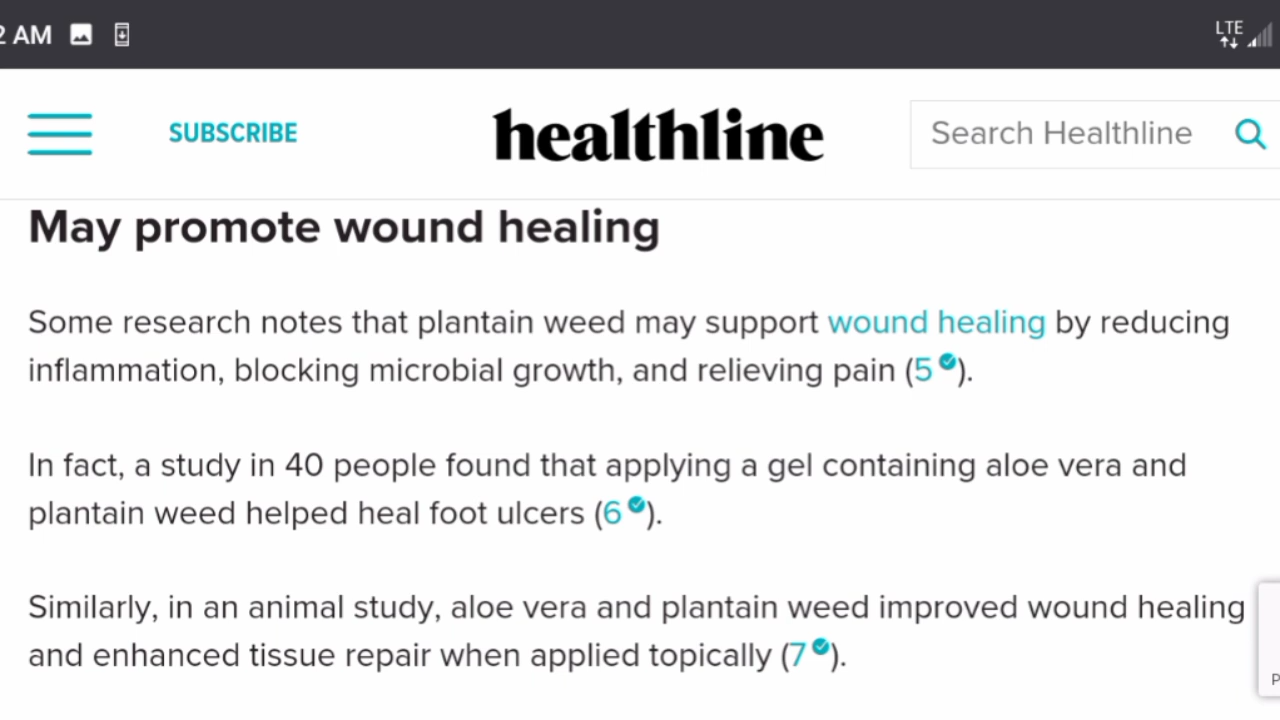 2 AM
LTE
SUBSCRIBE
healthline
Search Healthline
May promote wound healing
Some research notes that plantain weed may support wound healing by reducing
inflammation, blocking microbial growth, and relieving pain (5).
In fact, a study in 40 people found that applying a gel containing aloe vera and
plantain weed helped heal foot ulcers (6).
Similarly, in an animal study, aloe vera and plantain weed improved wound healing
and enhanced tissue repair when applied topically (7).
P